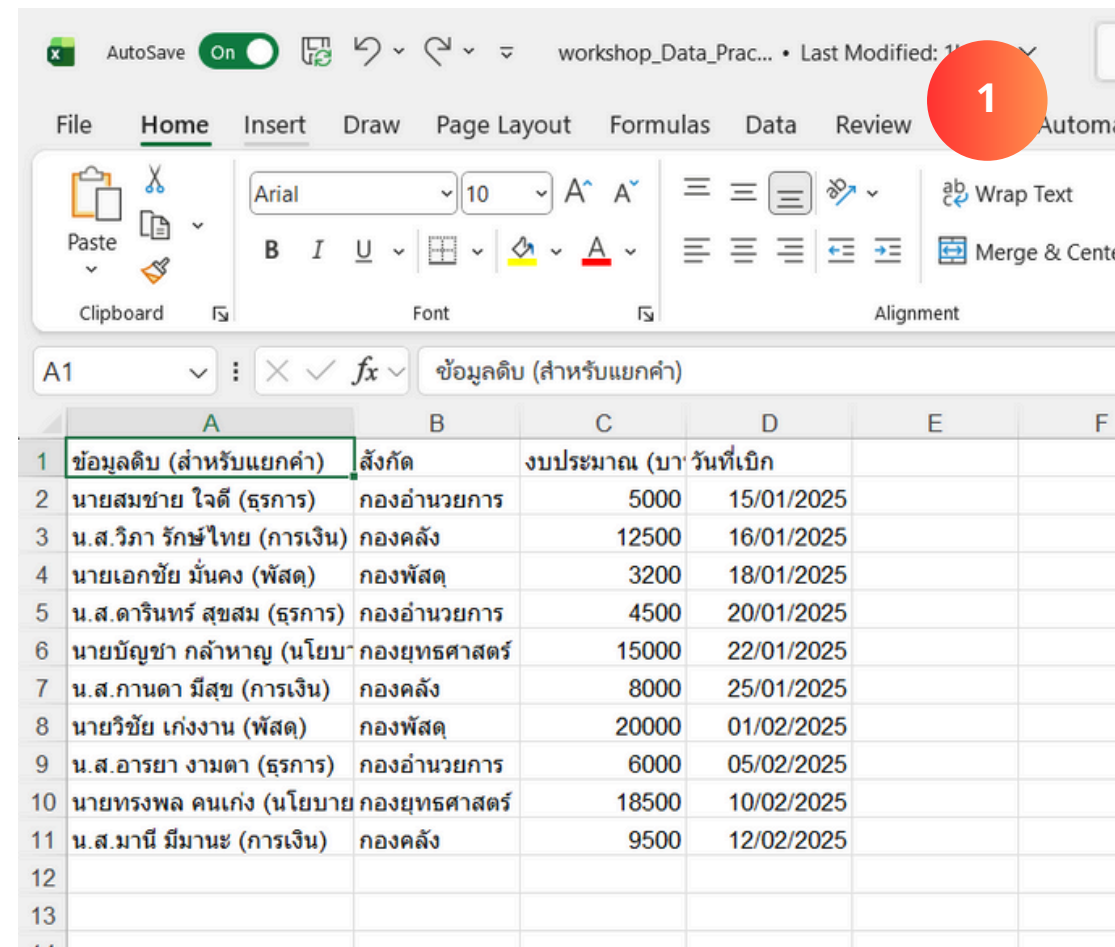 AutoSave On workshop_Data_Prac... • Last Modified:
1
File Home Insert Draw Page Layout Formulas Data Review Automa
Arial 10 A A ab Wrap Text
Paste B I U A Merge & Cente
Clipboard Font Alignment
A1 fx ข้อมูลดิบ (สำหรับแยกคำ)
A B C D E F
1 ข้อมูลดิบ (สำหรับแยกคำ) สังกัด งบประมาณ (บา วันที่เบิก
2 นายสมชาย ใจดี (ธุรการ) กองอำนวยการ 5000 15/01/2025
3 น.ส.วิภา รักษ์ไทย (การเงิน) กองคลัง 12500 16/01/2025
4 นายเอกชัย มั่นคง (พัสดุ) กองพัสดุ 3200 18/01/2025
5 น.ส.ดารินทร์ สุขสม (ธุรการ) กองอำนวยการ 4500 20/01/2025
6 นายบัญชา กล้าหาญ (นโยบา กองยุทธศาสตร์ 15000 22/01/2025
7 น.ส.กานดา มีสุข (การเงิน) กองคลัง 8000 25/01/2025
8 นายวิชัย เก่งงาน (พัสดุ) กองพัสดุ 20000 01/02/2025
9 น.ส.อารยา งามตา (ธุรการ) กองอำนวยการ 6000 05/02/2025
10 นายทรงพล คนเก่ง (นโยบาย กองยุทธศาสตร์ 18500 10/02/2025
11 น.ส.มานี มีมานะ (การเงิน) กองคลัง 9500 12/02/2025
12
13